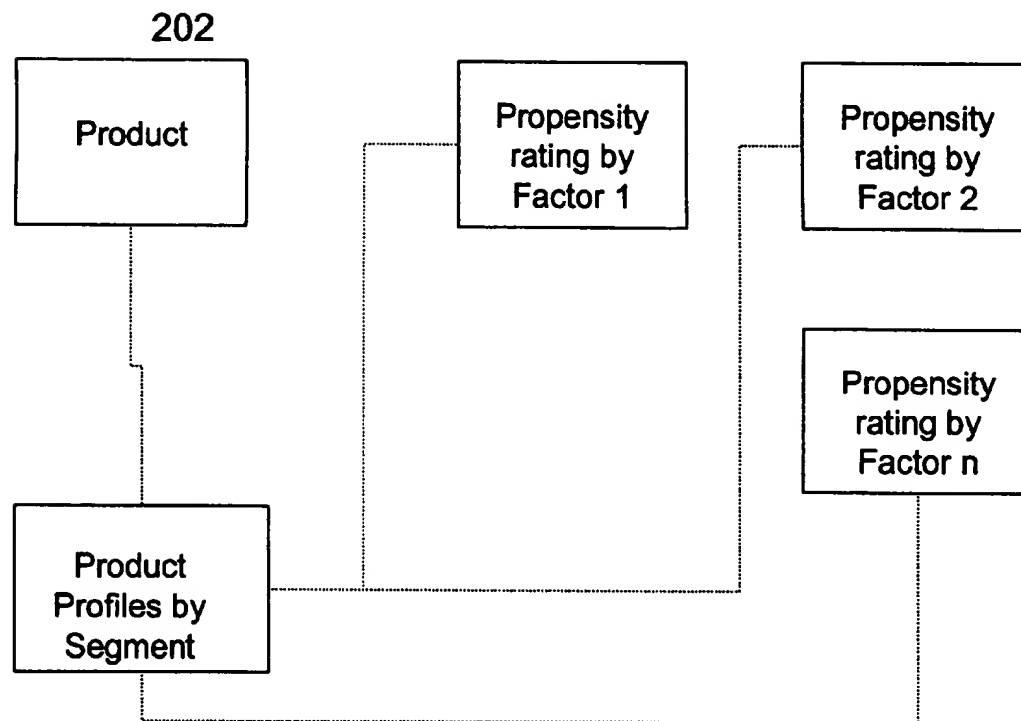 202
Product
Propensity
rating by
Factor 1
Propensity
rating by
Factor 2
Propensity
rating by
Factor n
Product
Profiles by
Segment